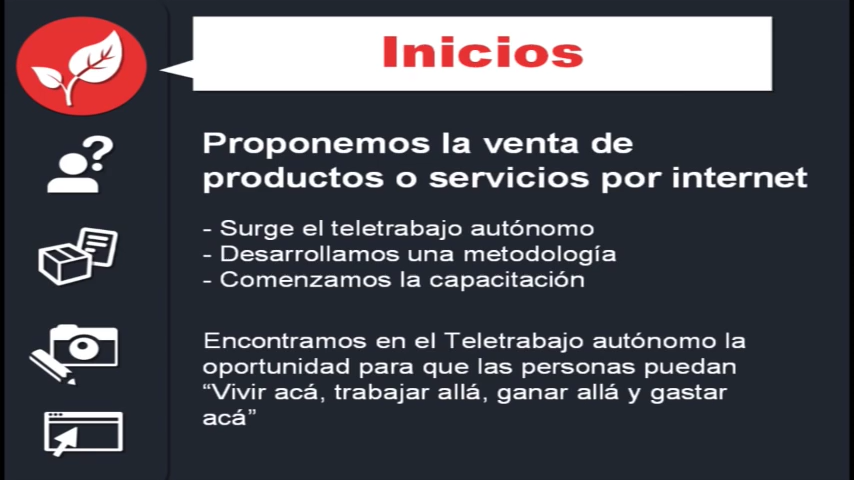 Inicios
Proponemos la venta de
productos o servicios por internet
- Surge el teletrabajo autónomo
- Desarrollamos una metodología
- Comenzamos la capacitación
Encontramos en el Teletrabajo autónomo la
oportunidad para que las personas puedan
“Vivir acá, trabajar allá, ganar allá y gastar
acá”